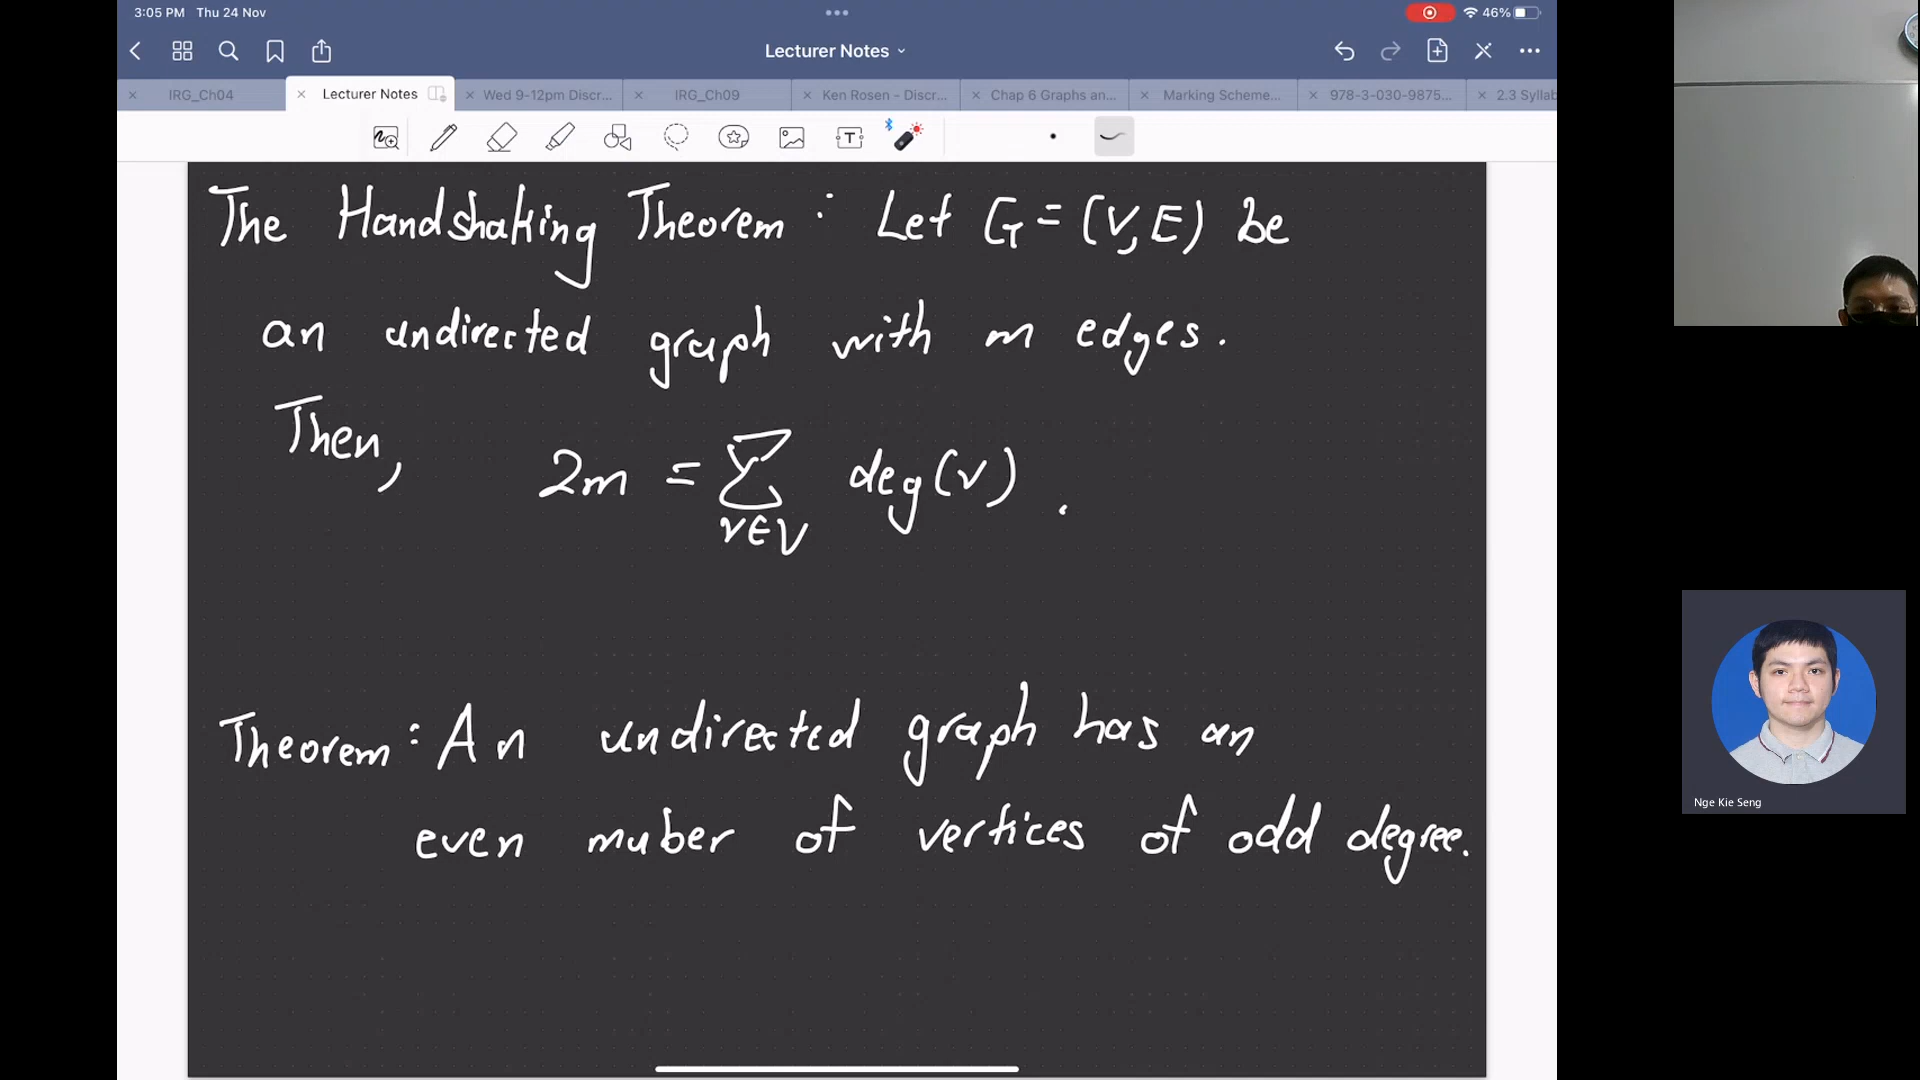 3:05 PM Thu 24 Nov
46%
Lecturer Notes
IRG_Ch04
Lecturer Notes
Wed 9-12pm Discr...
IRG_Ch09
Ken Rosen - Discr...
Chap 6 Graphs an...
Marking Scheme...
978-3-030-9875...
2.3 Syllab
The Handshaking Theorem : Let G = (V, E) be
an undirected graph with m edges.
Then, 2m = ∑ deg(v) .
v∈V
Theorem : An undirected graph has an
even muber of vertices of odd degree.
Nge Kie Seng